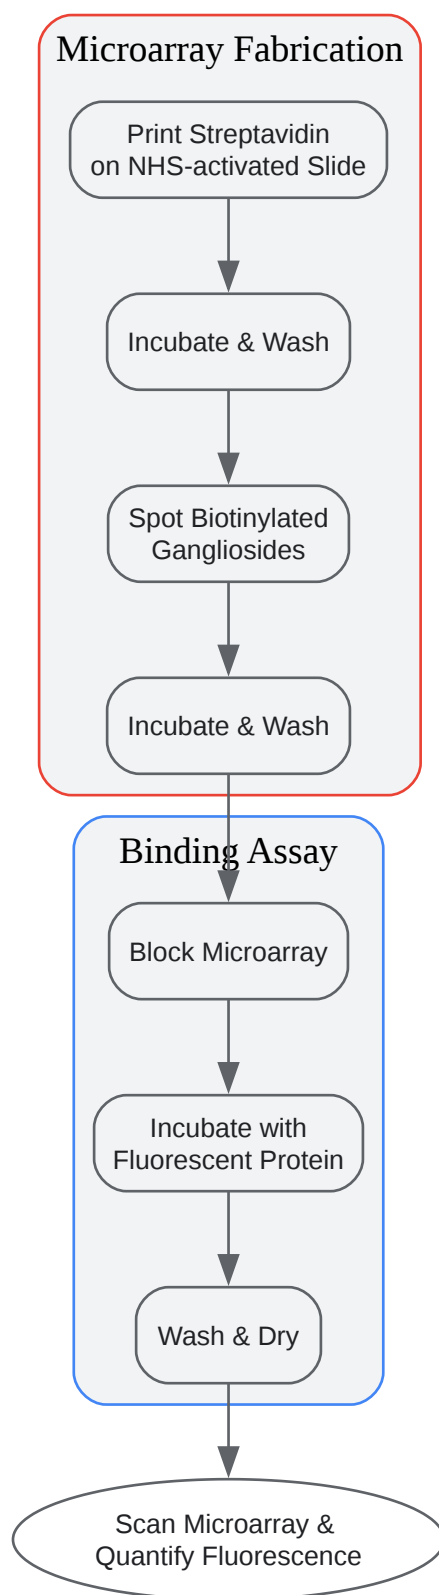 Microarray Fabrication
Print Streptavidin
on NHS-activated Slide
Incubate & Wash
Spot Biotinylated
Gangliosides
Incubate & Wash
Binding Assay
Block Microarray
Incubate with
Fluorescent Protein
Wash & Dry
Scan Microarray &
Quantify Fluorescence